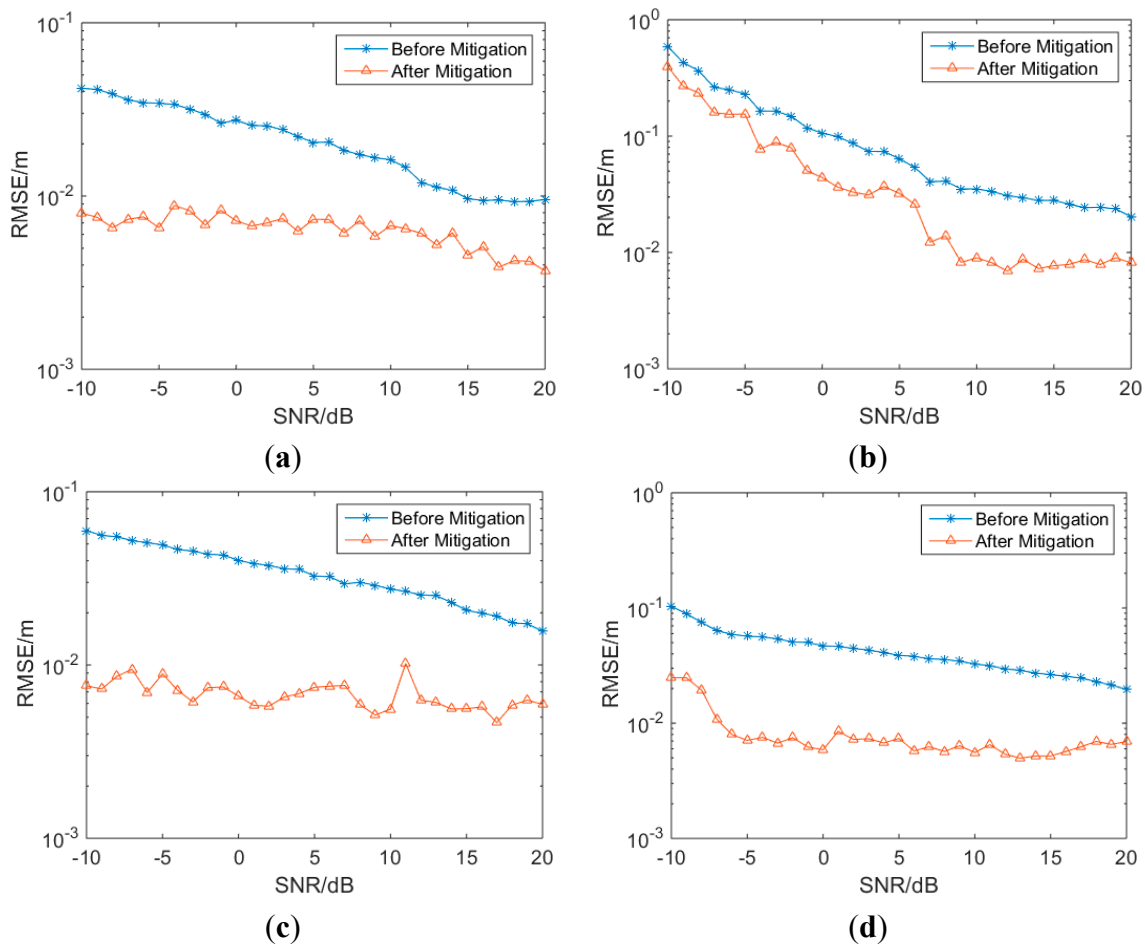 10^-1
10^-2
10^-3
RMSE/m
-10 -5 0 5 10 15 20
SNR/dB
Before Mitigation
After Mitigation
(a)
10^0
10^-1
10^-2
10^-3
RMSE/m
-10 -5 0 5 10 15 20
SNR/dB
Before Mitigation
After Mitigation
(b)
10^-1
10^-2
10^-3
RMSE/m
-10 -5 0 5 10 15 20
SNR/dB
Before Mitigation
After Mitigation
(c)
10^0
10^-1
10^-2
10^-3
RMSE/m
-10 -5 0 5 10 15 20
SNR/dB
Before Mitigation
After Mitigation
(d)